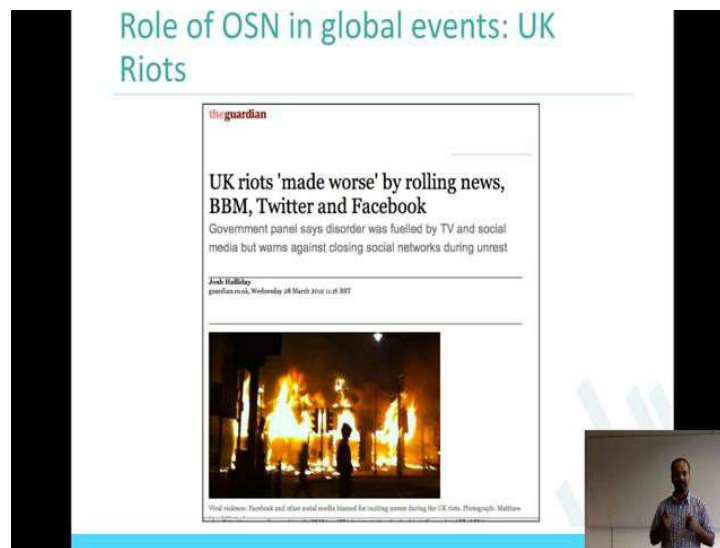 Role of OSN in global events: UK
Riots
theguardian
UK riots 'made worse' by rolling news,
BBM, Twitter and Facebook
Government panel says disorder was fuelled by TV and social
media but warns against closing social networks during unrest
Josh Halliday
guardian.co.uk, Wednesday 28 March 2012 11.16 BST
Viral violence: Facebook and other social media blamed for inciting unrest during the UK riots. Photograph: Matthew